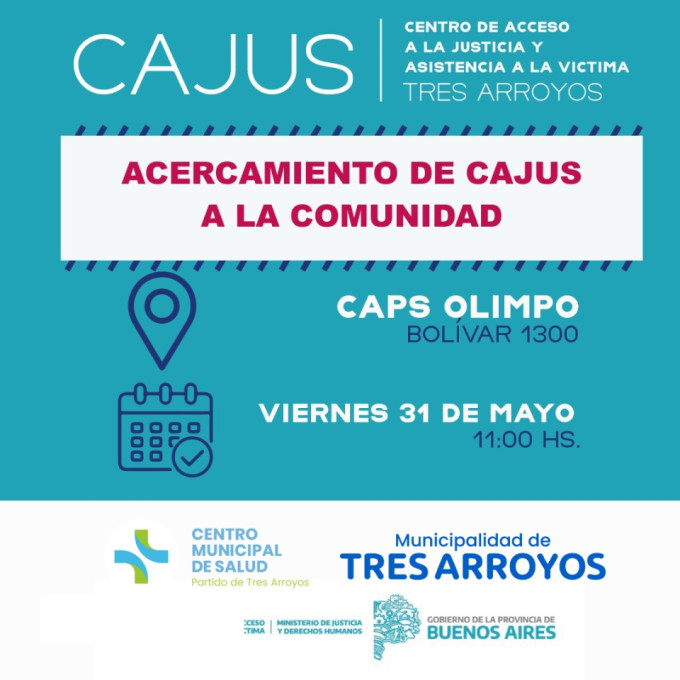 CAJUS
CENTRO DE ACCESO
A LA JUSTICIA Y
ASISTENCIA A LA VICTIMA
TRES ARROYOS
ACERCAMIENTO DE CAJUS
A LA COMUNIDAD
CAPS OLIMPO
BOLÍVAR 1300
VIERNES 31 DE MAYO
11:00 HS.
CENTRO
MUNICIPAL
DE SALUD
Partido de Tres Arroyos
Municipalidad de
TRES ARROYOS
CCESO
CTIMA
MINISTERIO DE JUSTICIA
Y DERECHOS HUMANOS
GOBIERNO DE LA PROVINCIA DE
BUENOS AIRES